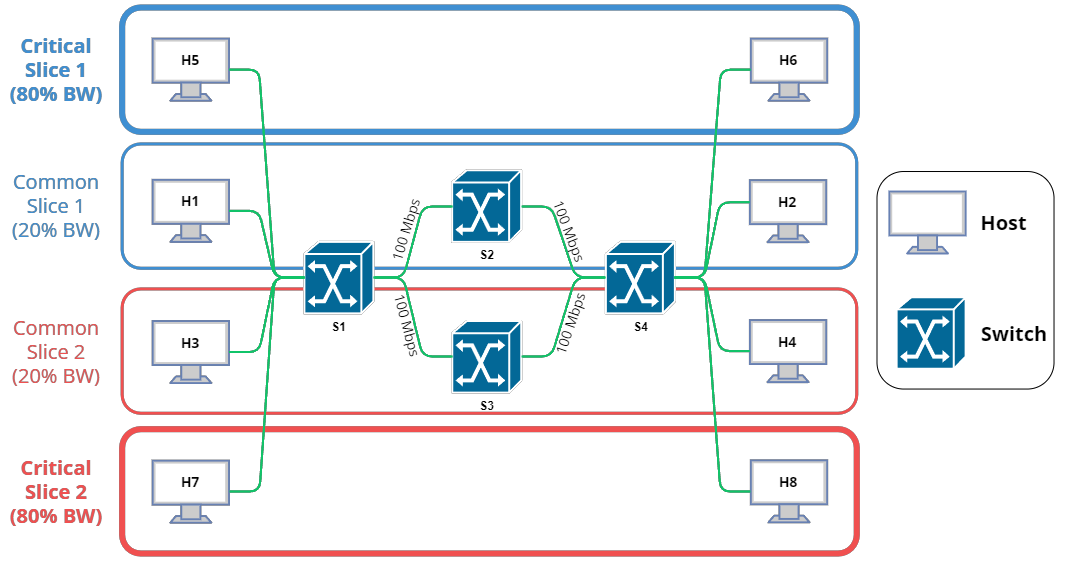 Critical
Slice 1
(80% BW)
H5
H6
Common
Slice 1
(20% BW)
H1
H2
100 Mbps
100 Mbps
S2
S1
S4
100 Mbps
100 Mbps
S3
Common
Slice 2
(20% BW)
H3
H4
Critical
Slice 2
(80% BW)
H7
H8
Host
Switch